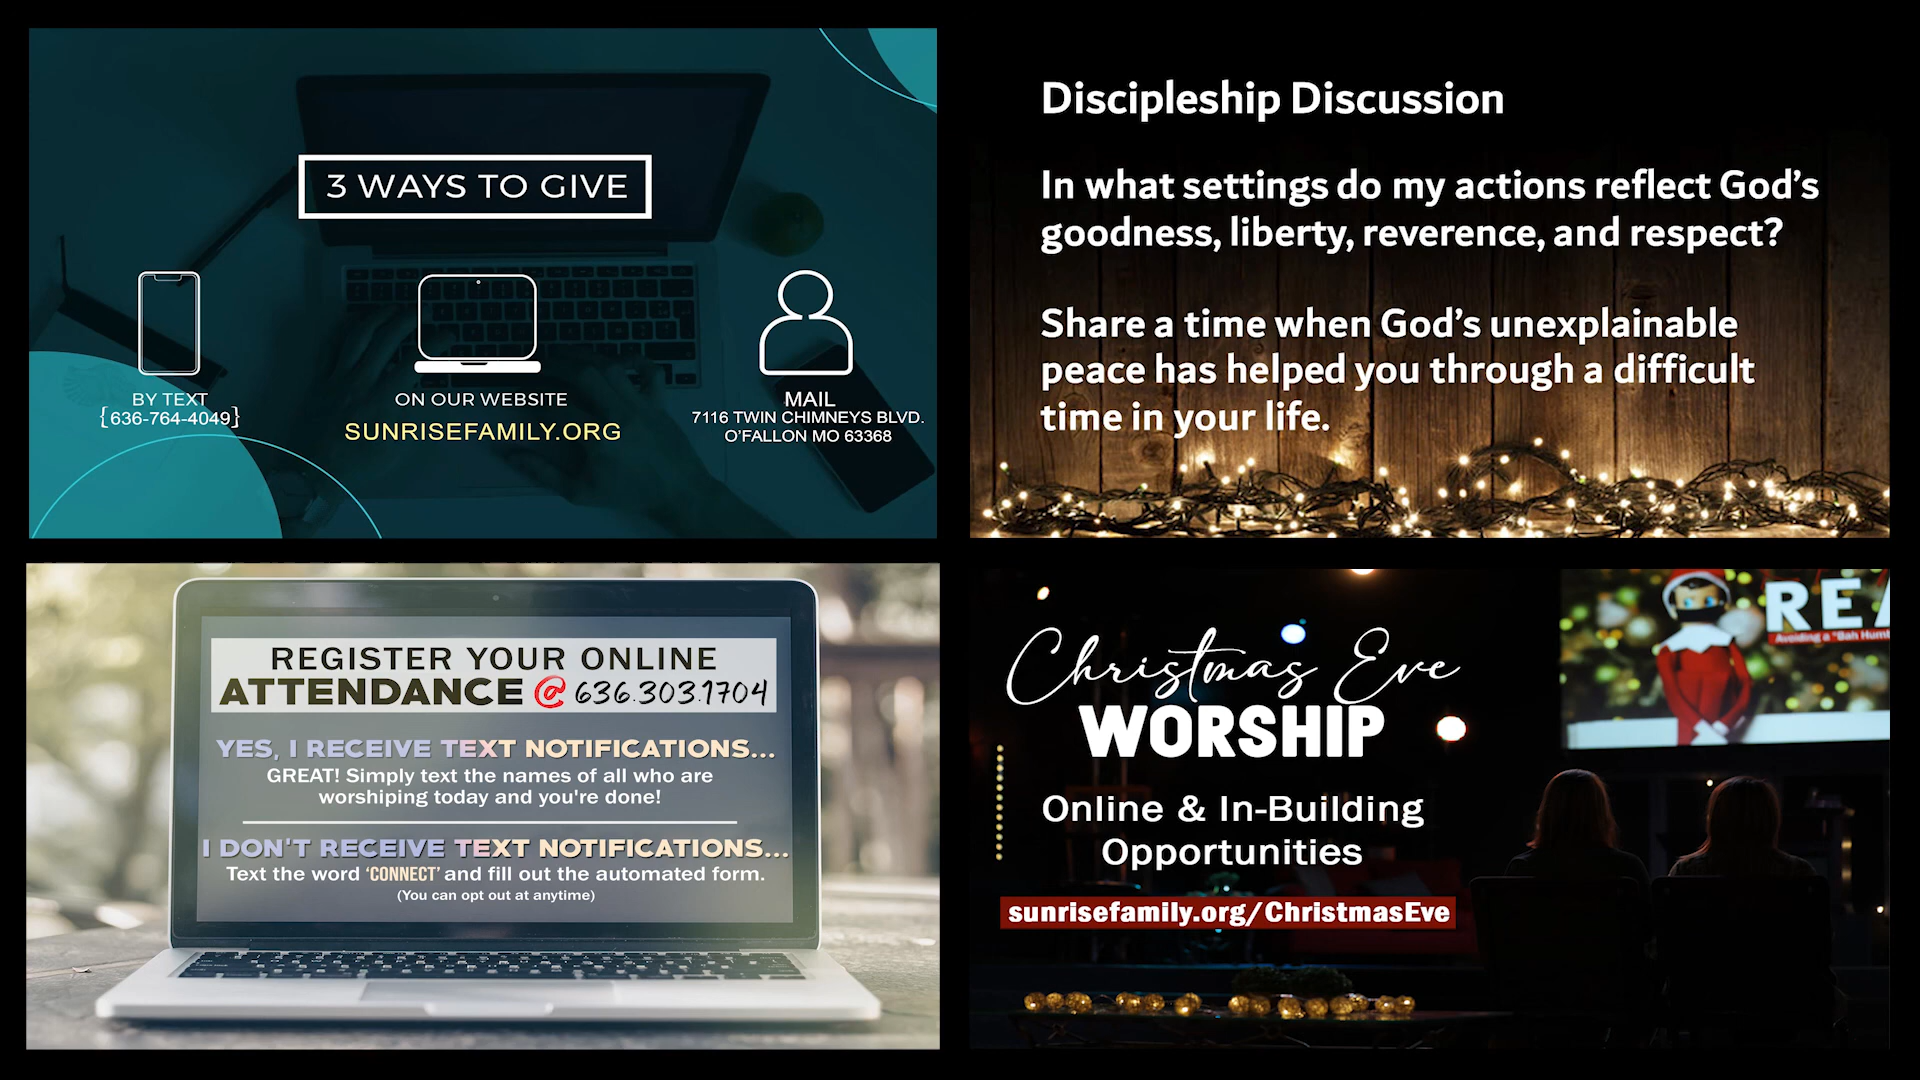 3 WAYS TO GIVE
BY TEXT
{636-764-4049}
ON OUR WEBSITE
SUNRISEFAMILY.ORG
MAIL
7116 TWIN CHIMNEYS BLVD.
O'FALLON MO 63368
Discipleship Discussion
In what settings do my actions reflect God's
goodness, liberty, reverence, and respect?
Share a time when God's unexplainable
peace has helped you through a difficult
time in your life.
REGISTER YOUR ONLINE
ATTENDANCE @ 636.303.1704
YES, I RECEIVE TEXT NOTIFICATIONS...
GREAT! Simply text the names of all who are
worshiping today and you're done!
I DON'T RECEIVE TEXT NOTIFICATIONS...
Text the word 'CONNECT' and fill out the automated form.
(You can opt out at anytime)
Christmas Eve
WORSHIP
Online & In-Building
Opportunities
sunrisefamily.org/ChristmasEve
REA
Avoiding a "Bah Humb